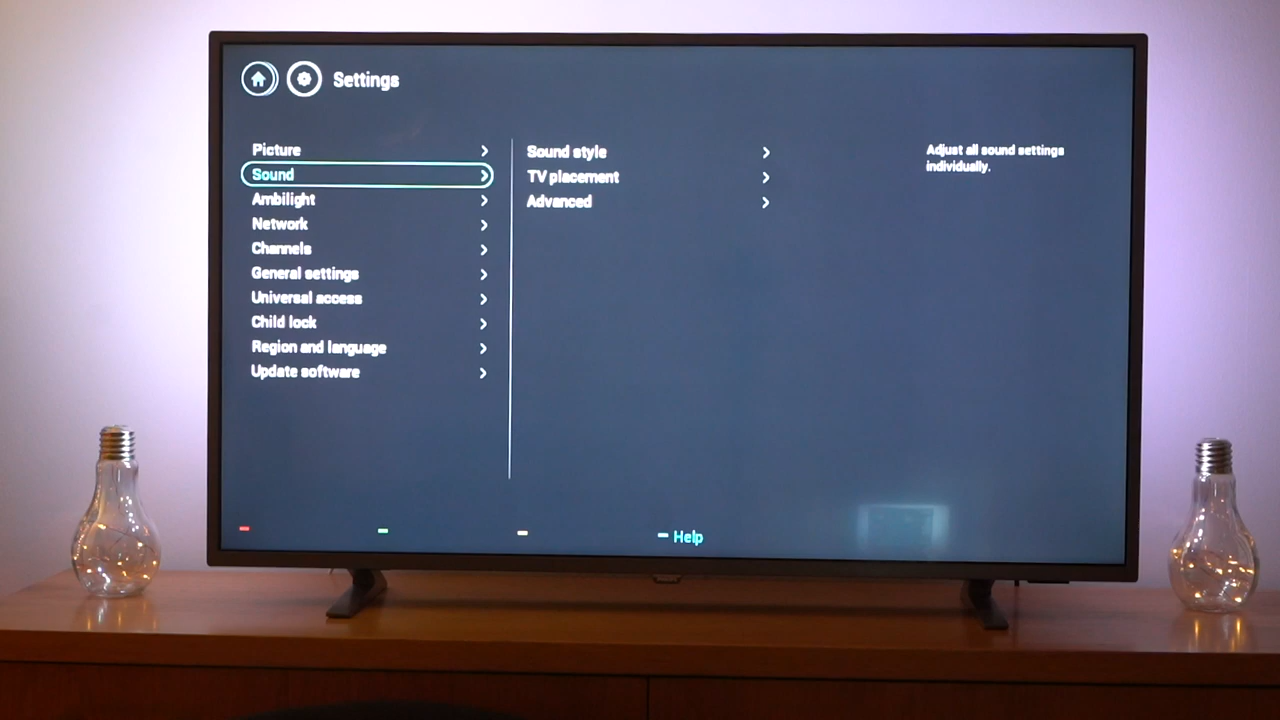 Settings
Picture
Sound
Ambilight
Network
Channels
General settings
Universal access
Child lock
Region and language
Update software
Sound style
TV placement
Advanced
Adjust all sound settings
individually.
Help